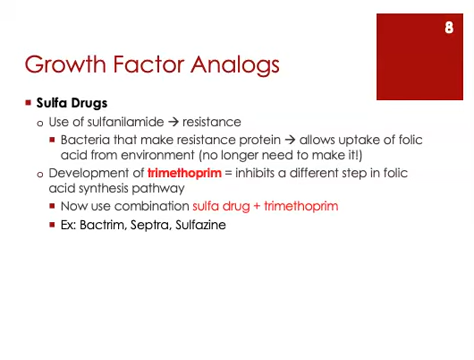 8
Growth Factor Analogs
Sulfa Drugs
Use of sulfanilamide → resistance
Bacteria that make resistance protein → allows uptake of folic
acid from environment (no longer need to make it!)
Development of trimethoprim = inhibits a different step in folic
acid synthesis pathway
Now use combination sulfa drug + trimethoprim
Ex: Bactrim, Septra, Sulfazine